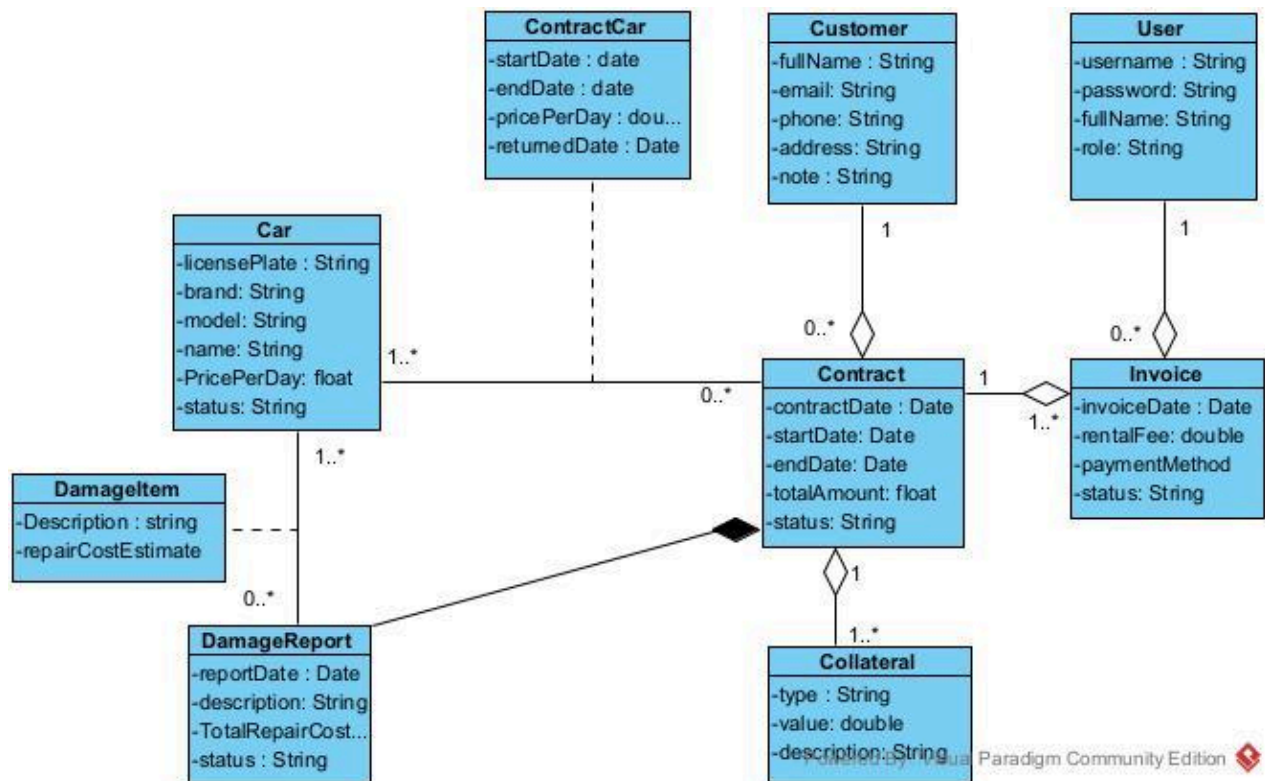 ContractCar
-startDate : date
-endDate : date
-pricePerDay : dou...
-returnedDate : Date
Customer
-fullName : String
-email: String
-phone: String
-address: String
-note : String
User
-username : String
-password: String
-fullName: String
-role: String
1
1
0..*
0..*
Car
-licensePlate : String
-brand: String
-model: String
-name: String
-PricePerDay: float
-status: String
1..*
0..*
Contract
-contractDate : Date
-startDate: Date
-endDate: Date
-totalAmount: float
-status: String
1
1..*
Invoice
-invoiceDate : Date
-rentalFee: double
-paymentMethod
-status: String
1..*
DamageItem
-Description : string
-repairCostEstimate
0..*
1
1..*
DamageReport
-reportDate : Date
-description: String
-TotalRepairCost...
-status : String
Collateral
-type : String
-value: double
-description: String
Powered By Visual Paradigm Community Edition